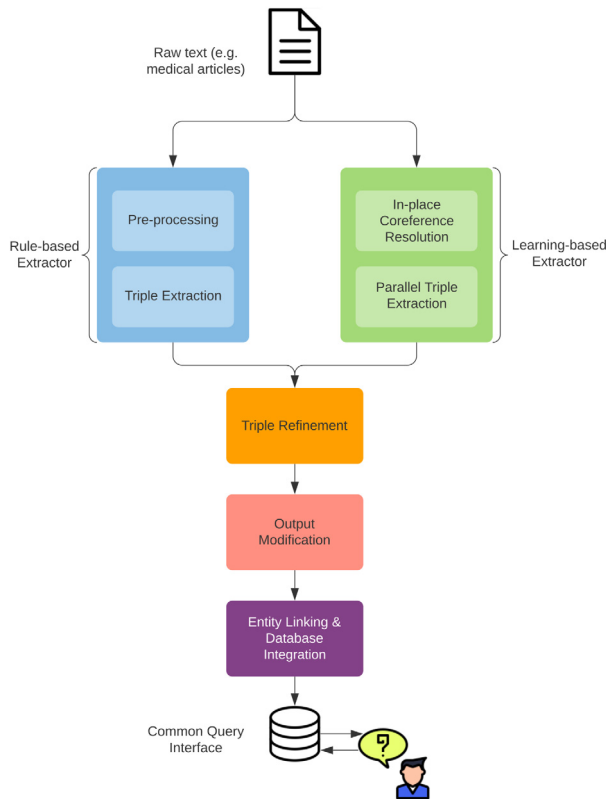 Raw text (e.g.
medical articles)
Rule-based
Extractor
Pre-processing
Triple Extraction
In-place
Coreference
Resolution
Parallel Triple
Extraction
Learning-based
Extractor
Triple Refinement
Output
Modification
Entity Linking &
Database
Integration
Common Query
Interface
?